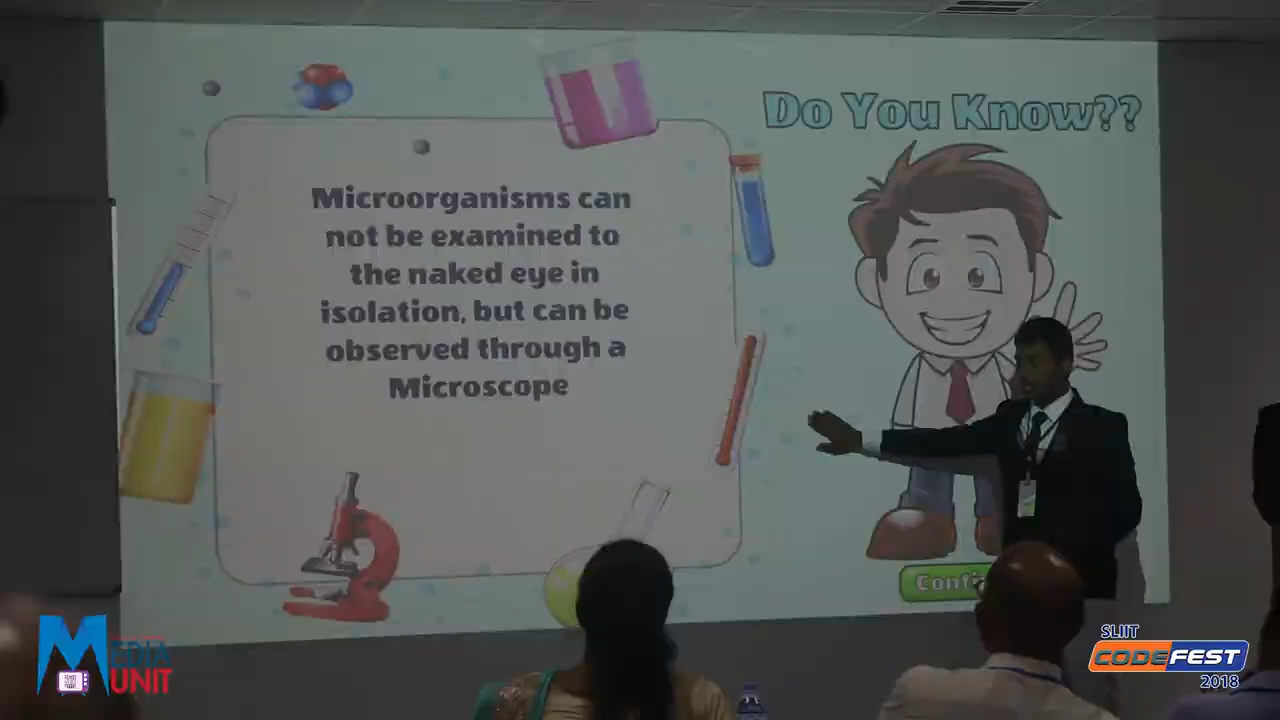 Do You Know??
Microorganisms can
not be examined to
the naked eye in
isolation, but can be
observed through a
Microscope
MEDIA
UNIT
SLIIT
CODEFEST
2018